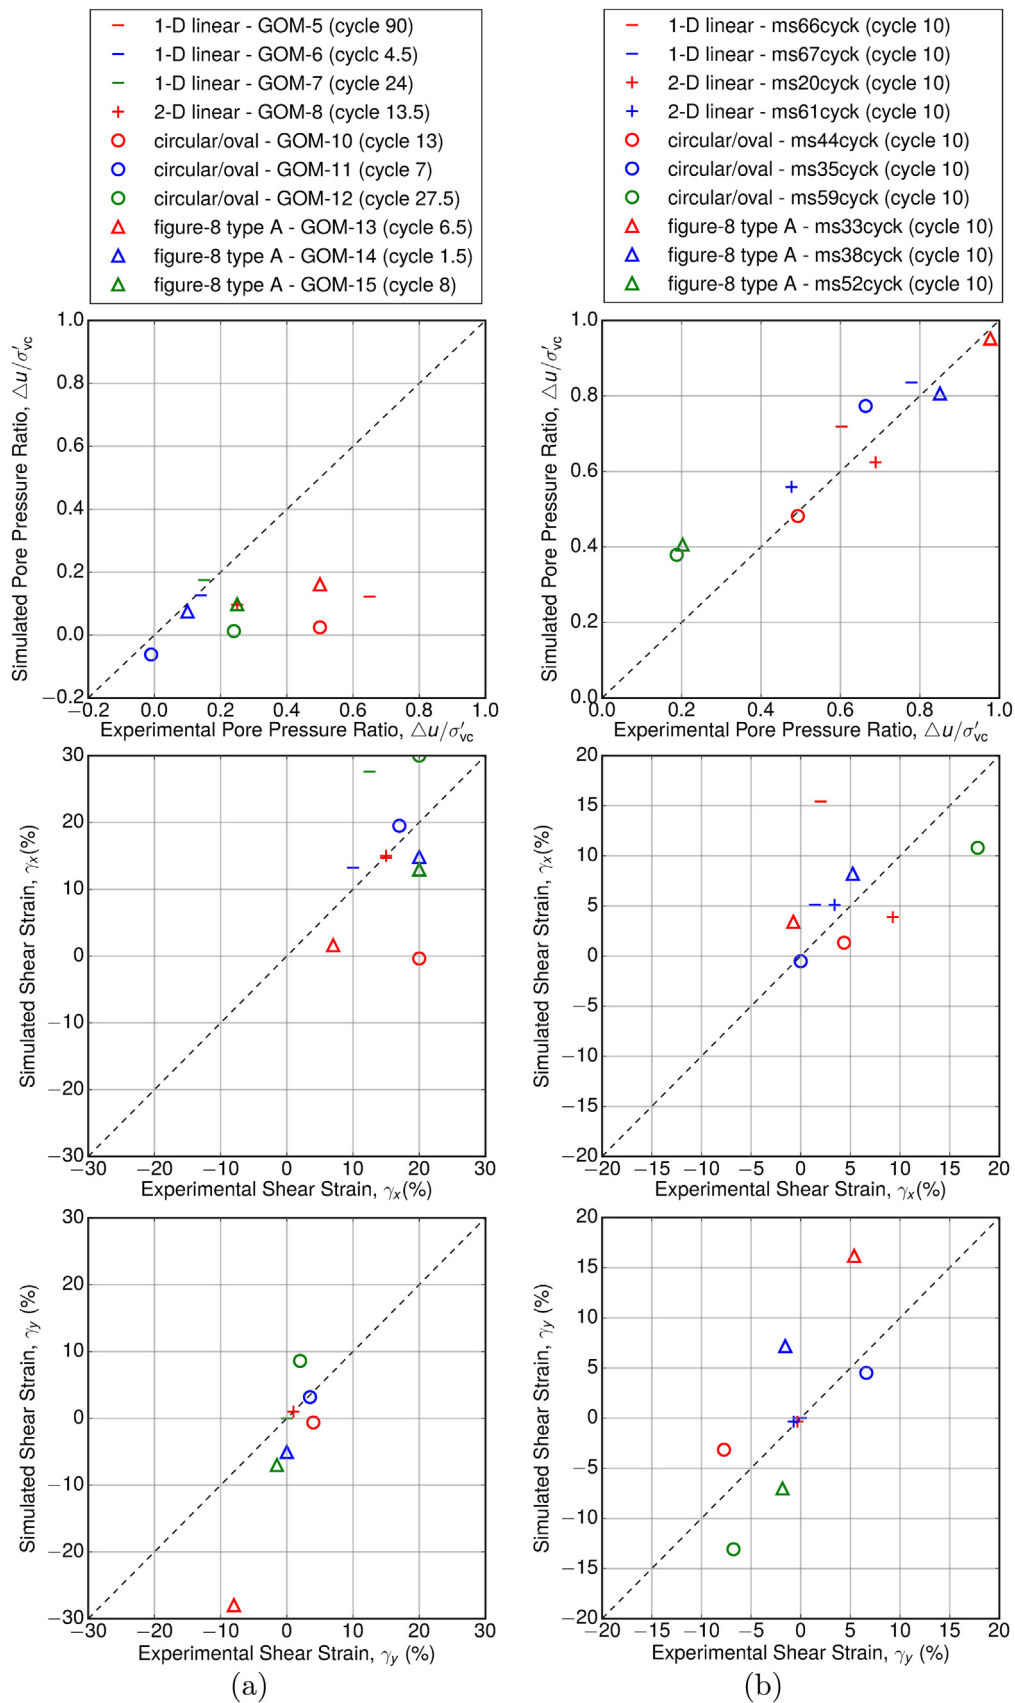 1-D linear - GOM-5 (cycle 90)
1-D linear - GOM-6 (cyclc 4.5)
1-D linear - GOM-7 (cycle 24)
2-D linear - GOM-8 (cycle 13.5)
circular/oval - GOM-10 (cycle 13)
circular/oval - GOM-11 (cycle 7)
circular/oval - GOM-12 (cycle 27.5)
figure-8 type A - GOM-13 (cycle 6.5)
figure-8 type A - GOM-14 (cycle 1.5)
figure-8 type A - GOM-15 (cycle 8)
1.0
0.8
0.6
0.4
0.2
0.0
−0.2
Simulated Pore Pressure Ratio, △u/σ′vc
−0.2 0.0 0.2 0.4 0.6 0.8 1.0
Experimental Pore Pressure Ratio, △u/σ′vc
30
20
10
0
−10
−20
−30
Simulated Shear Strain, γx(%)
−30 −20 −10 0 10 20 30
Experimental Shear Strain, γx(%)
30
20
10
0
−10
−20
−30
Simulated Shear Strain, γy (%)
−30 −20 −10 0 10 20 30
Experimental Shear Strain, γy (%)
(a)
1-D linear - ms66cyck (cycle 10)
1-D linear - ms67cyck (cycle 10)
2-D linear - ms20cyck (cycle 10)
2-D linear - ms61cyck (cycle 10)
circular/oval - ms44cyck (cycle 10)
circular/oval - ms35cyck (cycle 10)
circular/oval - ms59cyck (cycle 10)
figure-8 type A - ms33cyck (cycle 10)
figure-8 type A - ms38cyck (cycle 10)
figure-8 type A - ms52cyck (cycle 10)
1.0
0.8
0.6
0.4
0.2
0.0
Simulated Pore Pressure Ratio, △u/σ′vc
0.0 0.2 0.4 0.6 0.8 1.0
Experimental Pore Pressure Ratio, △u/σ′vc
20
15
10
5
0
−5
−10
−15
−20
Simulated Shear Strain, γx(%)
−20 −15 −10 −5 0 5 10 15 20
Experimental Shear Strain, γx(%)
20
15
10
5
0
−5
−10
−15
−20
Simulated Shear Strain, γy (%)
−20 −15 −10 −5 0 5 10 15 20
Experimental Shear Strain, γy (%)
(b)